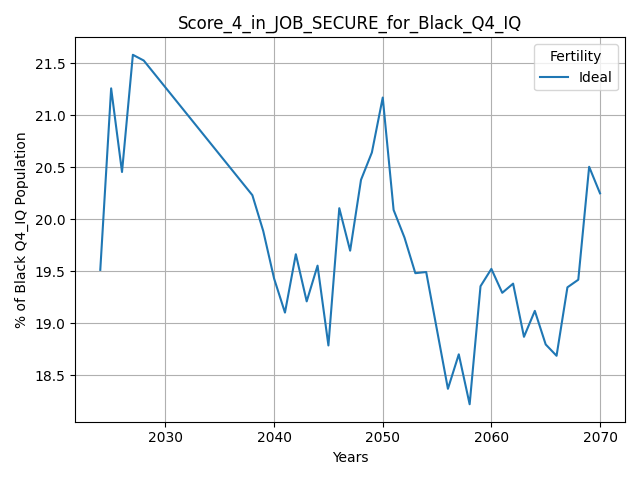 Score_4_in_JOB_SECURE_for_Black_Q4_IQ
Fertility
Ideal
% of Black Q4_IQ Population
21.5
21.0
20.5
20.0
19.5
19.0
18.5
2030 2040 2050 2060 2070
Years